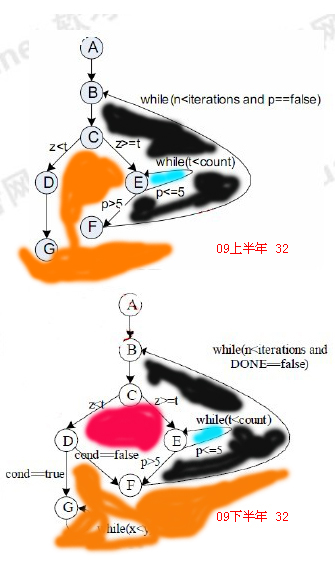 A
B
while(n<iterations and p==false)
C
z<t
z>=t
while(t<count)
D
E
p<=5
p>5
F
G
09上半年 32
A
B
while(n<iterations and
DONE==false)
C
z<t
z>=t
while(t<count)
D
E
cond==false
p<=5
p>5
cond==true
F
G
09下半年 32
while(x<y